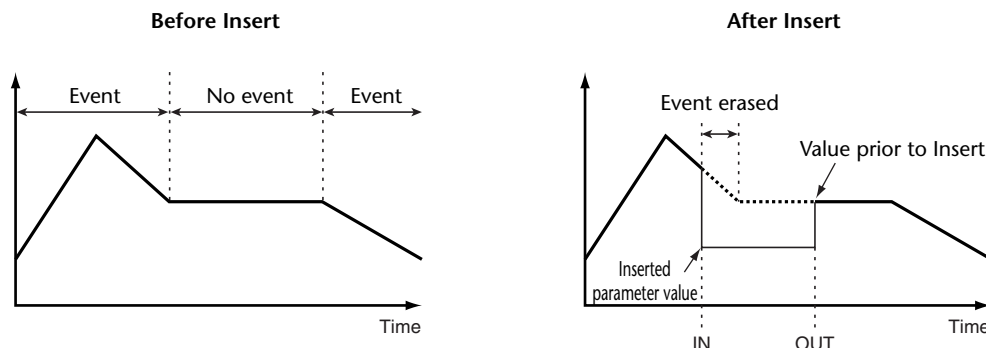 Before Insert
Event
No event
Event
Time
After Insert
Event erased
Value prior to Insert
Inserted
parameter value
Time
IN
OUT